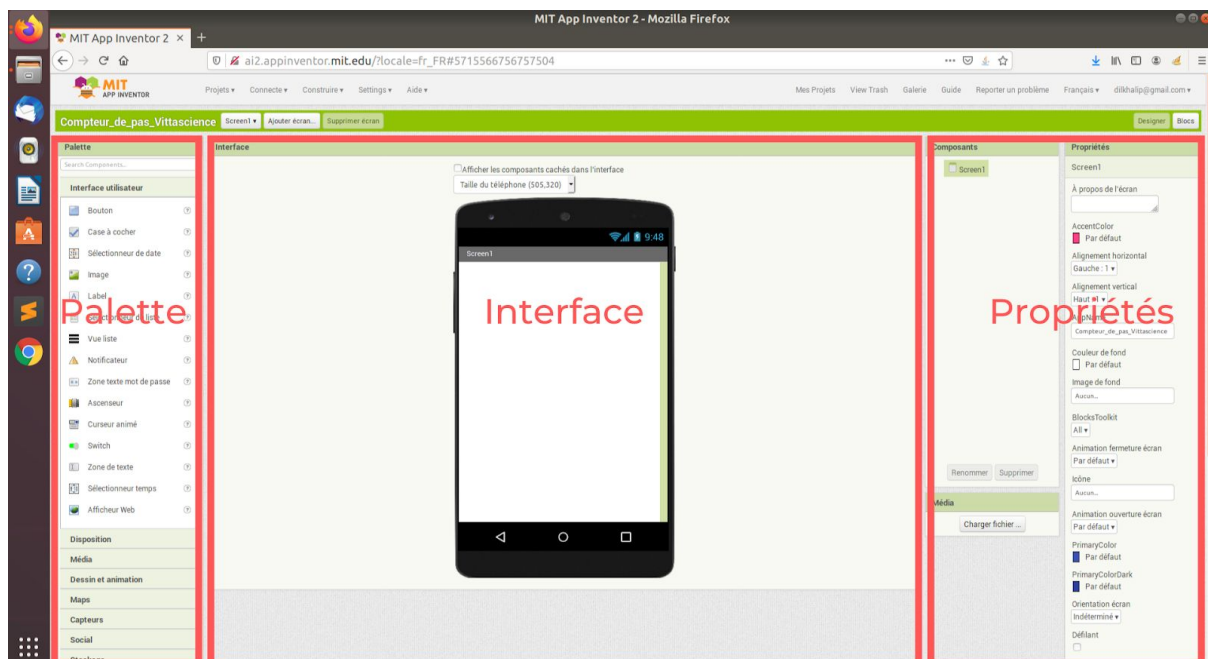 MIT App Inventor 2 - Mozilla Firefox
MIT App Inventor 2 × +
ai2.appinventor.mit.edu/?locale=fr_FR#5715566756757504
MIT
APP INVENTOR
Projets Connecte Construire Settings Aide
Mes Projets View Trash Galerie Guide Reporter un problème Français dilkhalip@gmail.com
Compteur_de_pas_Vittascience Screen1 Ajouter écran... Supprimer écran Designer Blocs
Palette
Search Components...
Interface utilisateur
Bouton
Case à cocher
Sélectionneur de date
Image
Label
Sélectionneur de liste
Vue liste
Notificateur
Zone texte mot de passe
Ascenseur
Curseur animé
Switch
Zone de texte
Sélectionneur temps
Afficheur Web
Disposition
Média
Dessin et animation
Maps
Capteurs
Social
Palette
Interface
Afficher les composants cachés dans l'interface
Taille du téléphone (505,320)
9:48
Screen1
Interface
Composants
Screen1
Renommer Supprimer
Média
Charger fichier ...
Propriétés
Propriétés
Screen1
À propos de l'écran
AccentColor
Par défaut
Alignement horizontal
Gauche : 1
Alignement vertical
Haut : 1
AppName
Compteur_de_pas_Vittascience
Couleur de fond
Par défaut
Image de fond
Aucun...
BlocksToolkit
All
Animation fermeture écran
Par défaut
Icône
Aucun...
Animation ouverture écran
Par défaut
PrimaryColor
Par défaut
PrimaryColorDark
Par défaut
Orientation écran
Indéterminé
Défilant